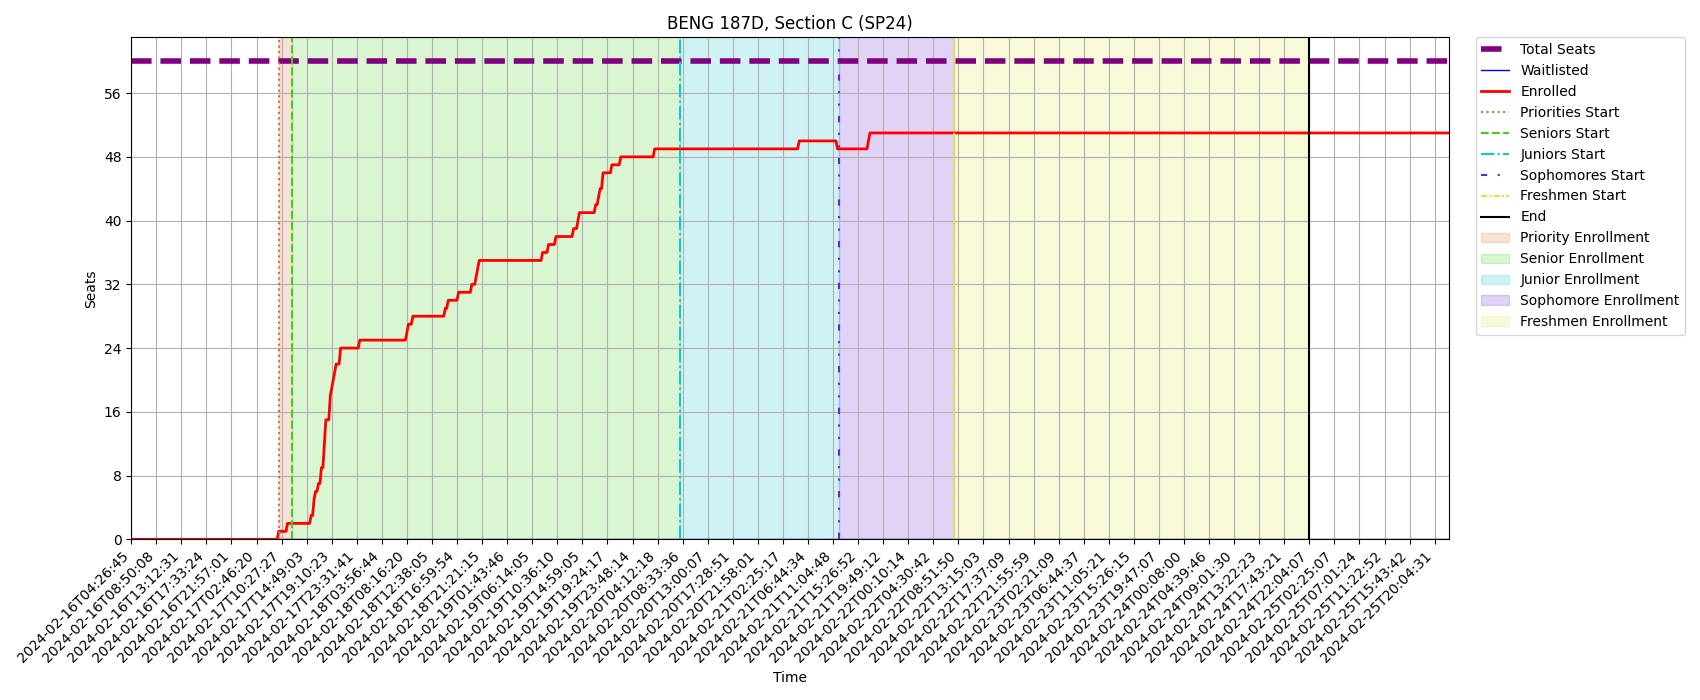 BENG 187D, Section C (SP24)
Seats
56
48
40
32
24
16
8
0
2024-02-16T04:26:45
2024-02-16T08:50:08
2024-02-16T13:12:31
2024-02-16T17:33:24
2024-02-16T21:57:01
2024-02-17T02:46:20
2024-02-17T10:27:27
2024-02-17T14:49:03
2024-02-17T19:10:23
2024-02-17T23:31:41
2024-02-18T03:56:44
2024-02-18T08:16:20
2024-02-18T12:38:05
2024-02-18T16:59:54
2024-02-18T21:21:15
2024-02-19T01:43:46
2024-02-19T06:14:05
2024-02-19T10:36:10
2024-02-19T14:59:05
2024-02-19T19:24:17
2024-02-19T23:48:14
2024-02-20T04:12:18
2024-02-20T08:33:36
2024-02-20T13:00:07
2024-02-20T17:28:51
2024-02-20T21:58:01
2024-02-21T02:25:17
2024-02-21T06:44:34
2024-02-21T11:04:48
2024-02-21T15:26:52
2024-02-21T19:49:12
2024-02-22T00:10:14
2024-02-22T04:30:42
2024-02-22T08:51:50
2024-02-22T13:15:03
2024-02-22T17:37:09
2024-02-22T21:55:59
2024-02-23T02:21:09
2024-02-23T06:44:37
2024-02-23T11:05:21
2024-02-23T15:26:15
2024-02-23T19:47:07
2024-02-24T00:08:00
2024-02-24T04:39:46
2024-02-24T09:01:30
2024-02-24T13:22:23
2024-02-24T17:43:21
2024-02-24T22:04:07
2024-02-25T02:25:07
2024-02-25T07:01:24
2024-02-25T11:22:52
2024-02-25T15:43:42
2024-02-25T20:04:31
Time
Total Seats
Waitlisted
Enrolled
Priorities Start
Seniors Start
Juniors Start
Sophomores Start
Freshmen Start
End
Priority Enrollment
Senior Enrollment
Junior Enrollment
Sophomore Enrollment
Freshmen Enrollment